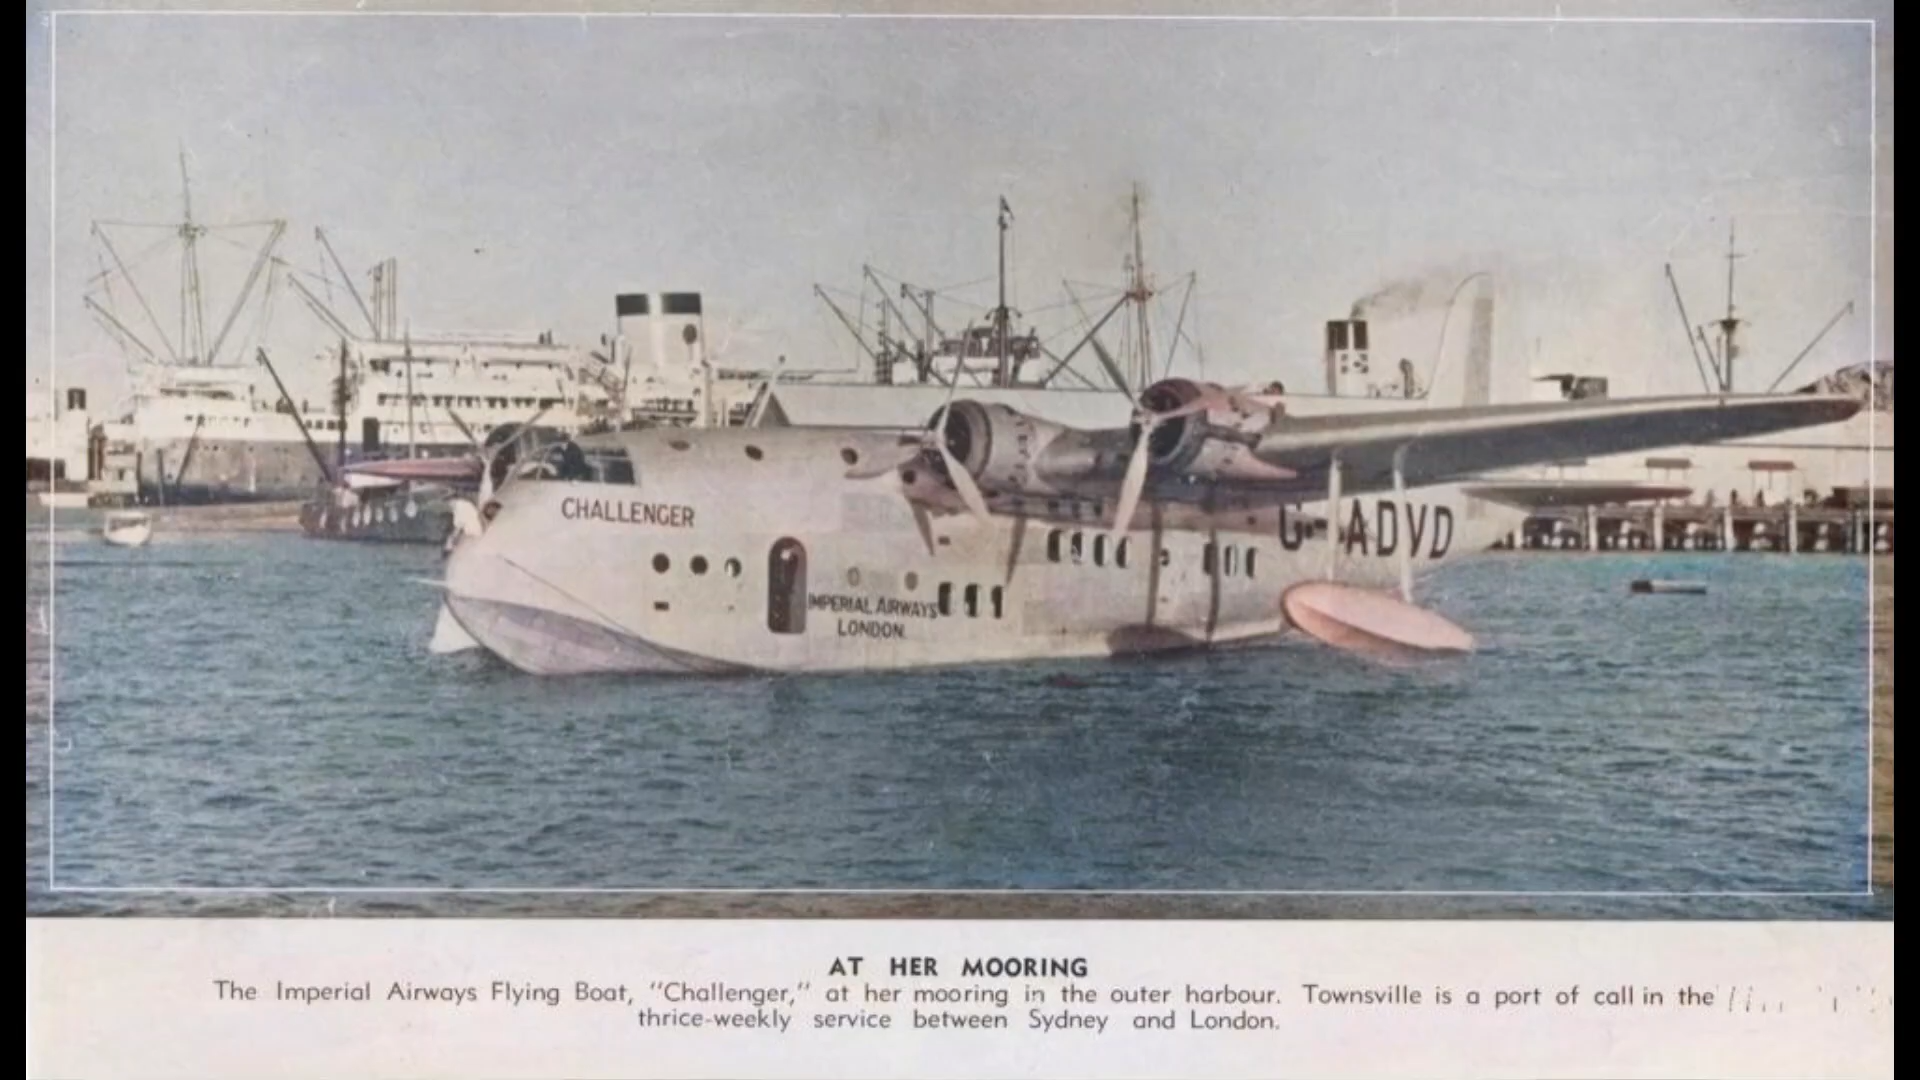 CHALLENGER
IMPERIAL AIRWAYS
LONDON.
G-ADVD
AT HER MOORING
The Imperial Airways Flying Boat, "Challenger," at her mooring in the outer harbour. Townsville is a port of call in the
thrice-weekly service between Sydney and London.